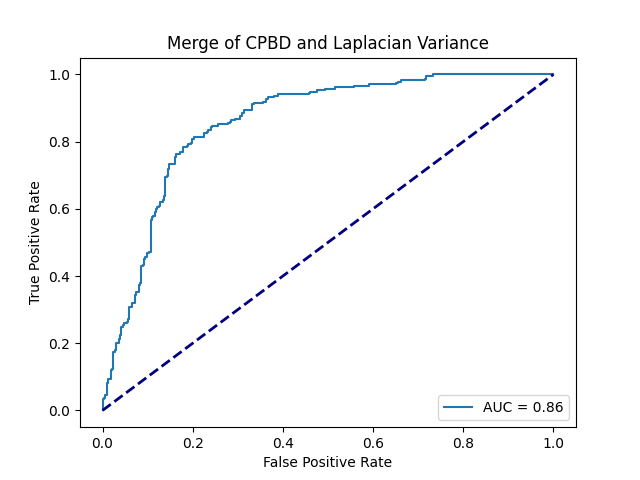 Merge of CPBD and Laplacian Variance
True Positive Rate
1.0
0.8
0.6
0.4
0.2
0.0
0.0 0.2 0.4 0.6 0.8 1.0
False Positive Rate
AUC = 0.86